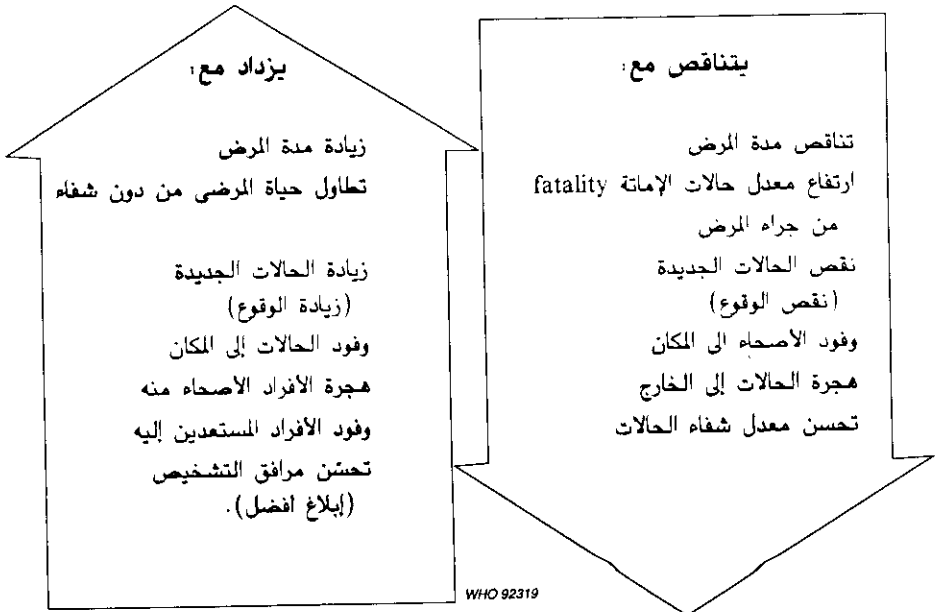 يتناقص مع:
تناقص مدة المرض
ارتفاع معدل حالات الإماتة fatality
من جراء المرض
نقص الحالات الجديدة
(نقص الوقوع)
وفود الأصحاء الى المكان
هجرة الحالات إلى الخارج
تحسن معدل شفاء الحالات
يزداد مع:
زيادة مدة المرض
تطاول حياة المرضى من دون شفاء
زيادة الحالات الجديدة
(زيادة الوقوع)
وفود الحالات إلى المكان
هجرة الأفراد الأصحاء منه
وفود الأفراد المستعدين إليه
تحسّن مرافق التشخيص
(إبلاغ افضل).
WHO 92319